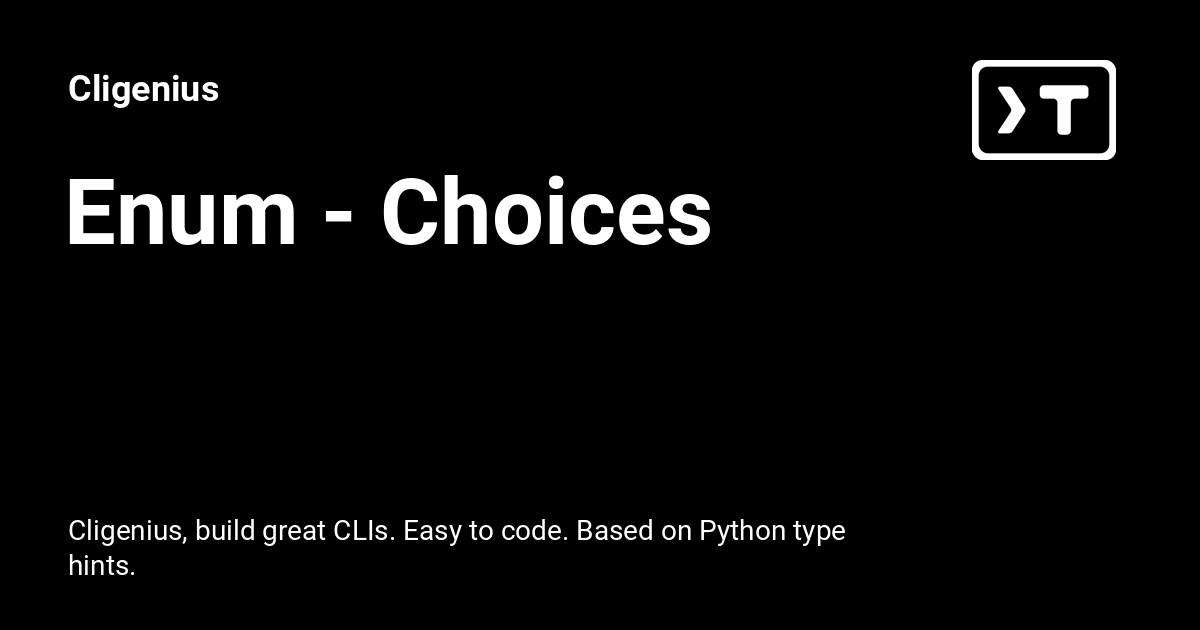 Cligenius
❯T
Enum - Choices
Cligenius, build great CLIs. Easy to code. Based on Python type
hints.